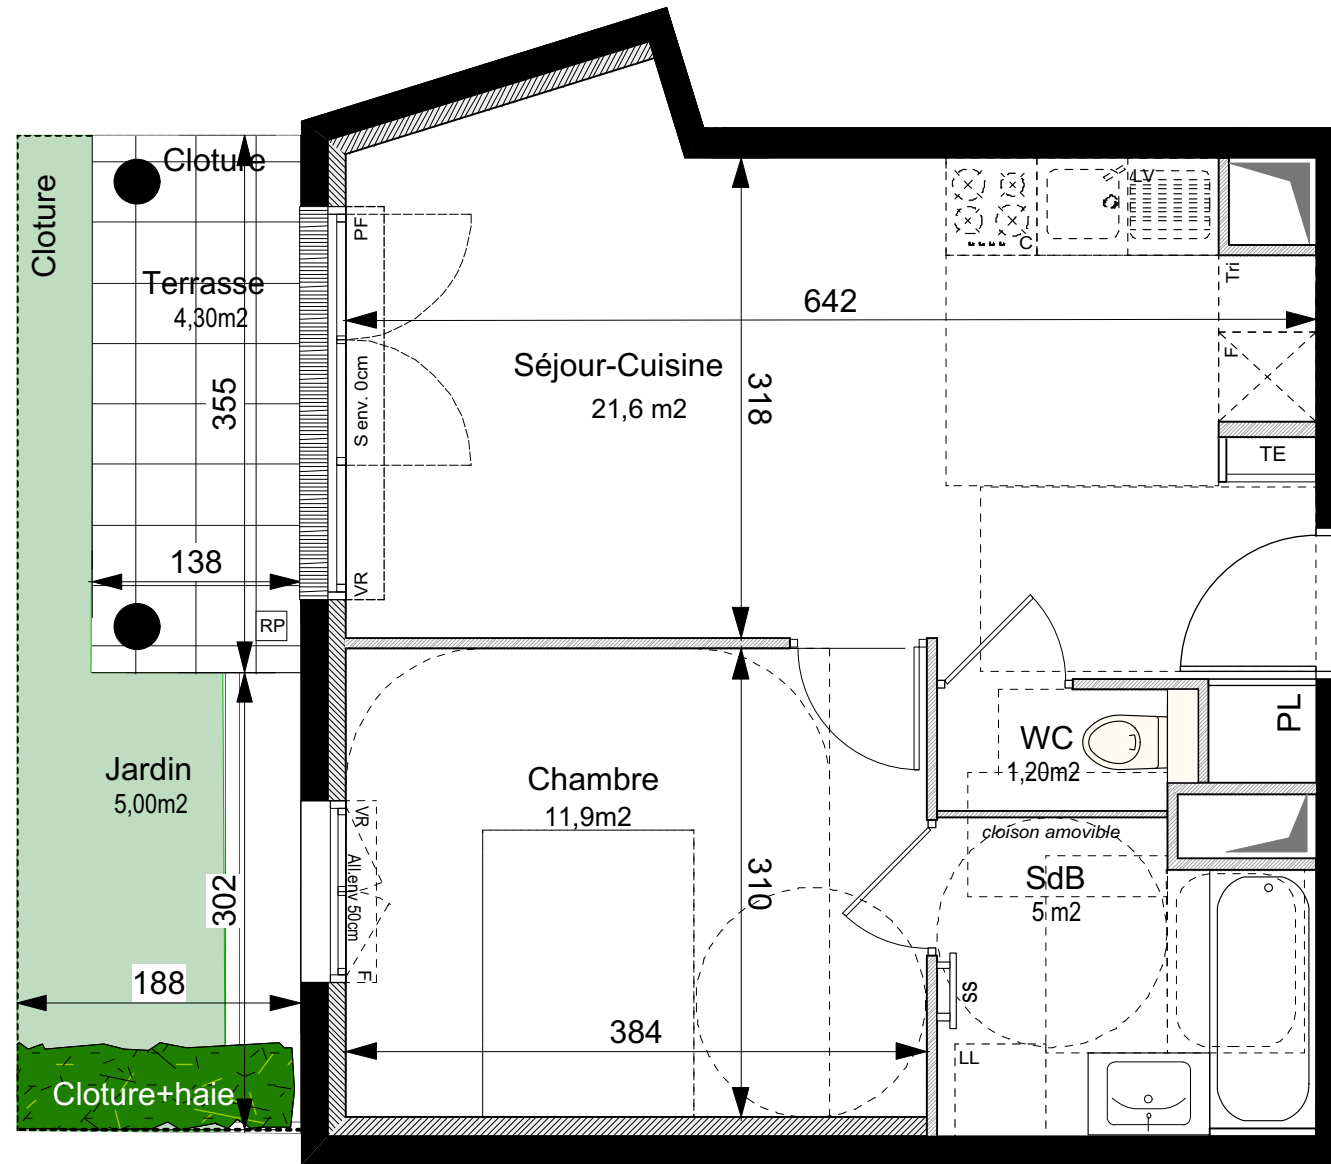 Cloture
Cloture
Terrasse
4,30m2
355
138
RP
PF
S env. 0cm
VR
642
Séjour-Cuisine
21,6 m2
318
C
LV
Tri
F
TE
PL
WC
1,20m2
cloison amovible
SdB
5 m2
SS
LL
Chambre
11,9m2
310
384
VR
All.env 50cm
F
Jardin
5,00m2
302
188
Cloture+haie